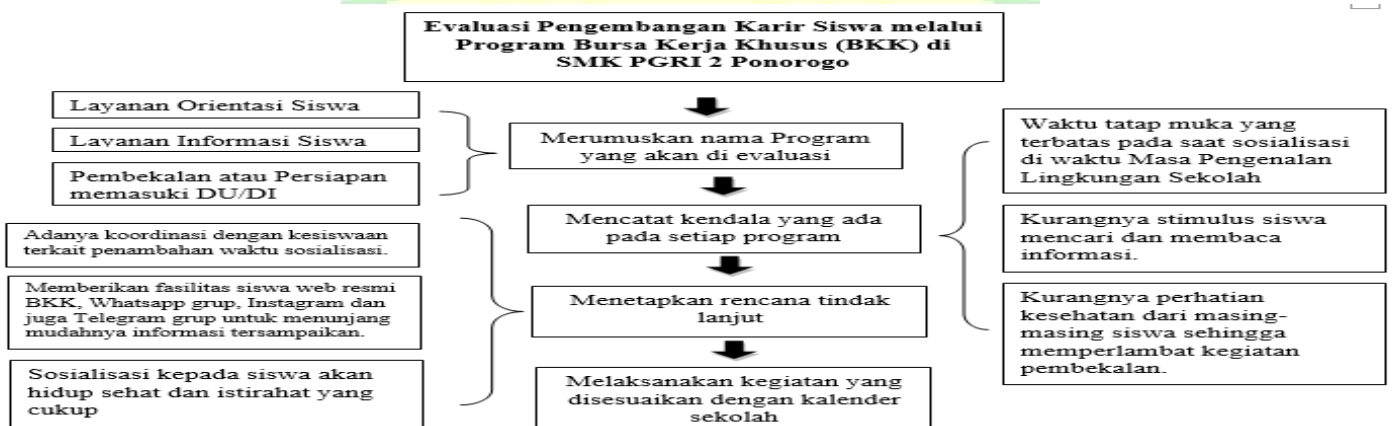 Evaluasi Pengembangan Karir Siswa melalui
Program Bursa Kerja Khusus (BKK) di
SMK PGRI 2 Ponorogo
Layanan Orientasi Siswa
Layanan Informasi Siswa
Pembekalan atau Persiapan
memasuki DU/DI
Merumuskan nama Program
yang akan di evaluasi
Waktu tatap muka yang
terbatas pada saat sosialisasi
di waktu Masa Pengenalan
Lingkungan Sekolah
Mencatat kendala yang ada
pada setiap program
Kurangnya stimulus siswa
mencari dan membaca
informasi.
Kurangnya perhatian
kesehatan dari masing-
masing siswa sehingga
memperlambat kegiatan
pembekalan.
Adanya koordinasi dengan kesiswaan
terkait penambahan waktu sosialisasi.
Memberikan fasilitas siswa web resmi
BKK, Whatsapp grup, Instagram dan
juga Telegram grup untuk menunjang
mudahnya informasi tersampaikan.
Sosialisasi kepada siswa akan
hidup sehat dan istirahat yang
cukup
Menetapkan rencana tindak
lanjut
Melaksanakan kegiatan yang
disesuaikan dengan kalender
sekolah